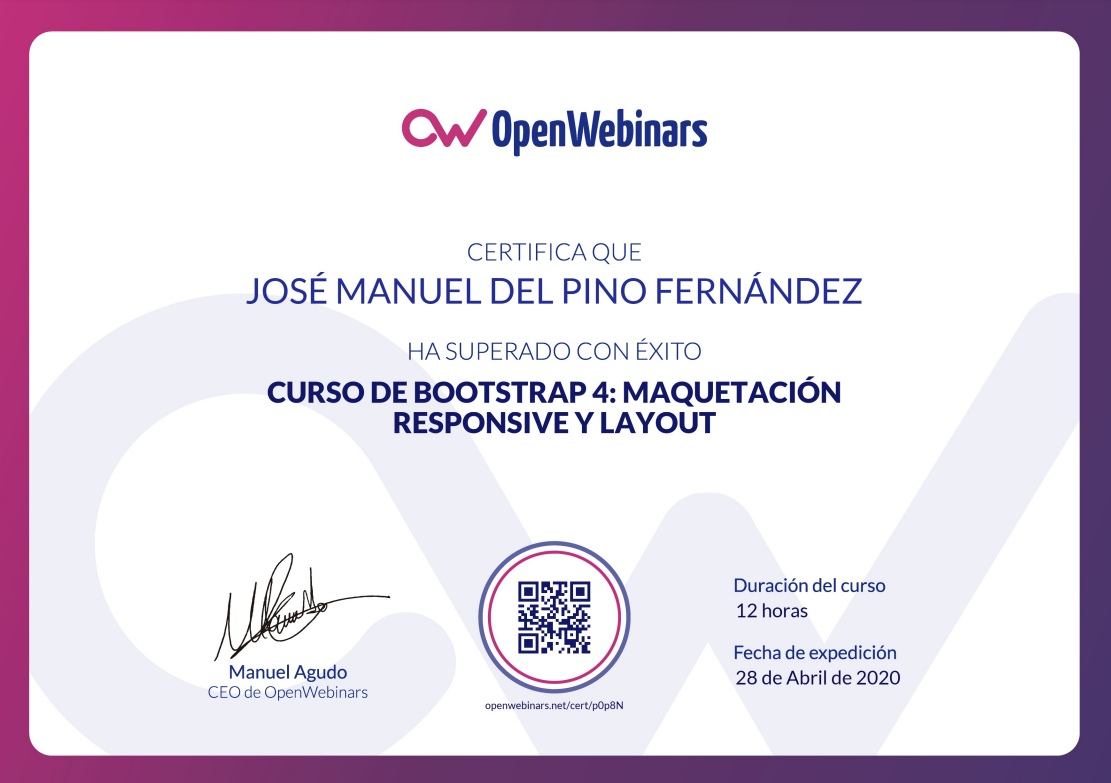 OpenWebinars
CERTIFICA QUE
JOSÉ MANUEL DEL PINO FERNÁNDEZ
HA SUPERADO CON ÉXITO
CURSO DE BOOTSTRAP 4: MAQUETACIÓN
RESPONSIVE Y LAYOUT
Manuel Agudo
CEO de OpenWebinars
openwebinars.net/cert/p0p8N
Duración del curso
12 horas
Fecha de expedición
28 de Abril de 2020